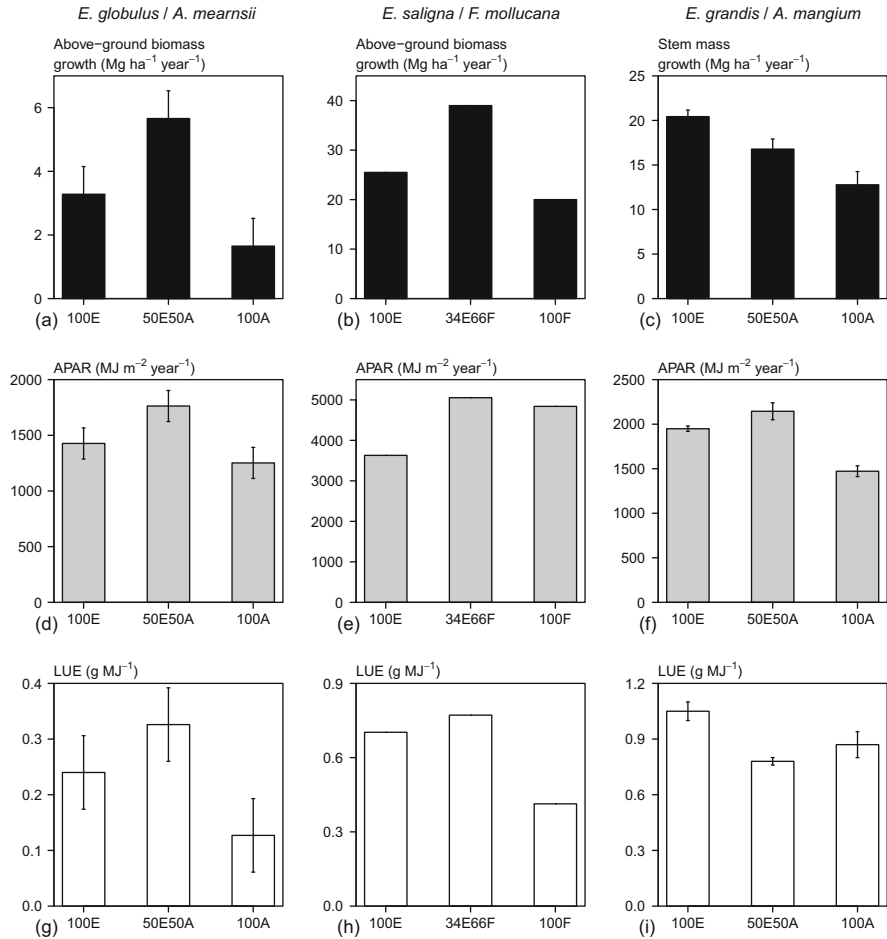 E. globulus / A. mearnsii
E. saligna / F. mollucana
E. grandis / A. mangium
Above−ground biomass
growth (Mg ha⁻¹ year⁻¹)
6
4
2
0
(a)
100E 50E50A 100A
Above−ground biomass
growth (Mg ha⁻¹ year⁻¹)
40
30
20
10
0
(b)
100E 34E66F 100F
Stem mass
growth (Mg ha⁻¹ year⁻¹)
25
20
15
10
5
0
(c)
100E 50E50A 100A
APAR (MJ m⁻² year⁻¹)
2000
1500
1000
500
0
(d)
100E 50E50A 100A
APAR (MJ m⁻² year⁻¹)
5000
4000
3000
2000
1000
0
(e)
100E 34E66F 100F
APAR (MJ m⁻² year⁻¹)
2500
2000
1500
1000
500
0
(f)
100E 50E50A 100A
LUE (g MJ⁻¹)
0.4
0.3
0.2
0.1
0.0
(g)
100E 50E50A 100A
LUE (g MJ⁻¹)
0.9
0.6
0.3
0.0
(h)
100E 34E66F 100F
LUE (g MJ⁻¹)
1.2
0.9
0.6
0.3
0.0
(i)
100E 50E50A 100A